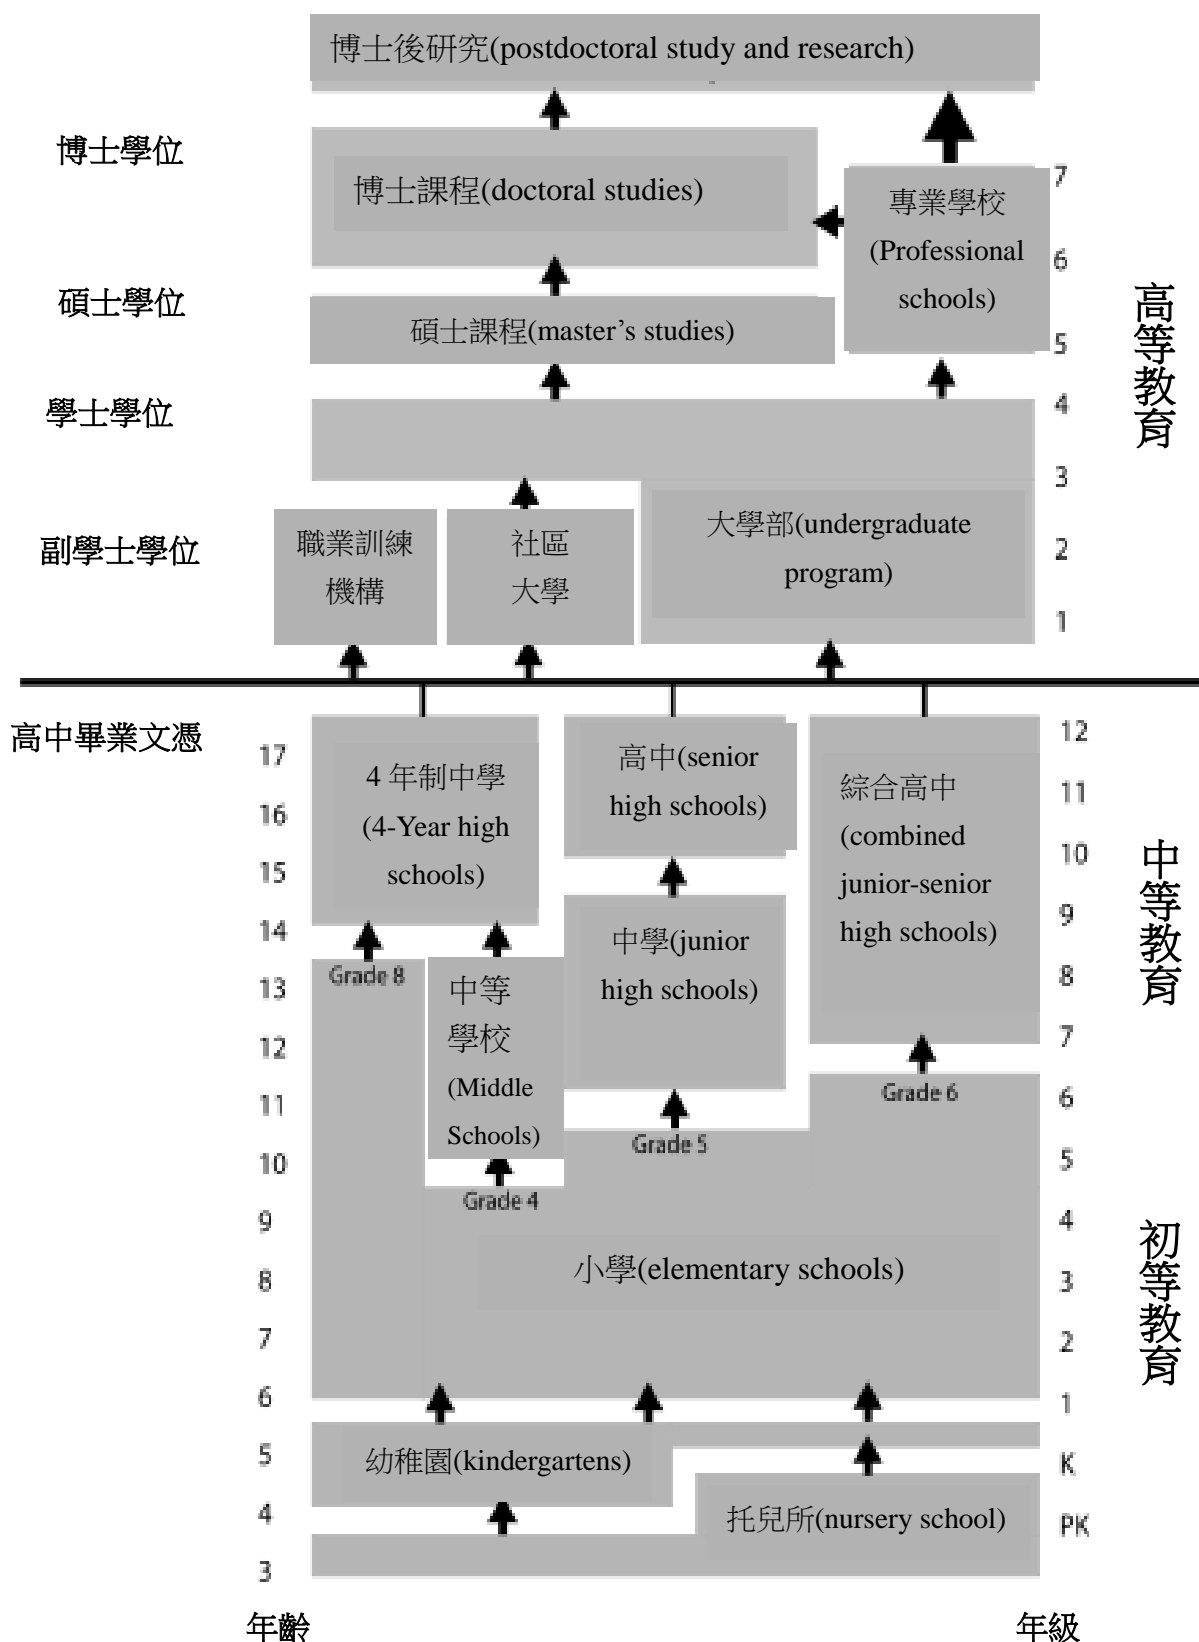 博士後研究(postdoctoral study and research)
博士學位
博士課程(doctoral studies)
7
專業學校
(Professional
schools)
6
碩士學位
碩士課程(master's studies)
5
高等教育
學士學位
4
3
副學士學位
職業訓練
機構
社區
大學
大學部(undergraduate
program)
2
1
高中畢業文憑
17
16
15
14
13
12
11
10
9
8
7
6
5
4
3
年齡
4 年制中學
(4-Year high
schools)
高中(senior
high schools)
綜合高中
(combined
junior-senior
high schools)
中學(junior
high schools)
Grade 8
中等
學校
(Middle
Schools)
Grade 6
Grade 5
Grade 4
小學(elementary schools)
幼稚園(kindergartens)
托兒所(nursery school)
12
11
10
9
8
7
6
5
4
3
2
1
K
PK
年級
中等教育
初等教育